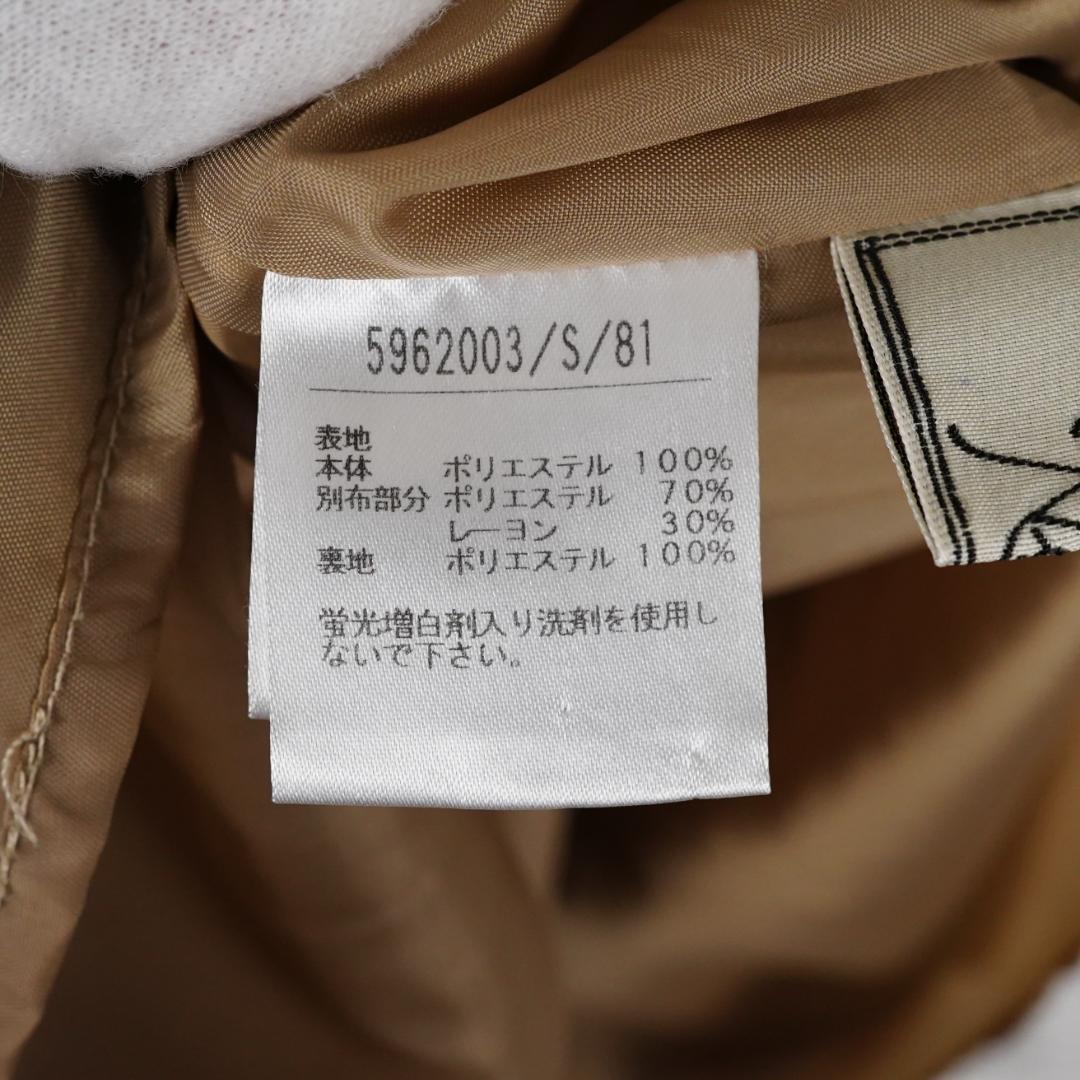 5962003/S/81
表地
本体 ポリエステル 100%
別布部分 ポリエステル 70%
レーヨン 30%
裏地 ポリエステル 100%
蛍光増白剤入り洗剤を使用し
ないで下さい。